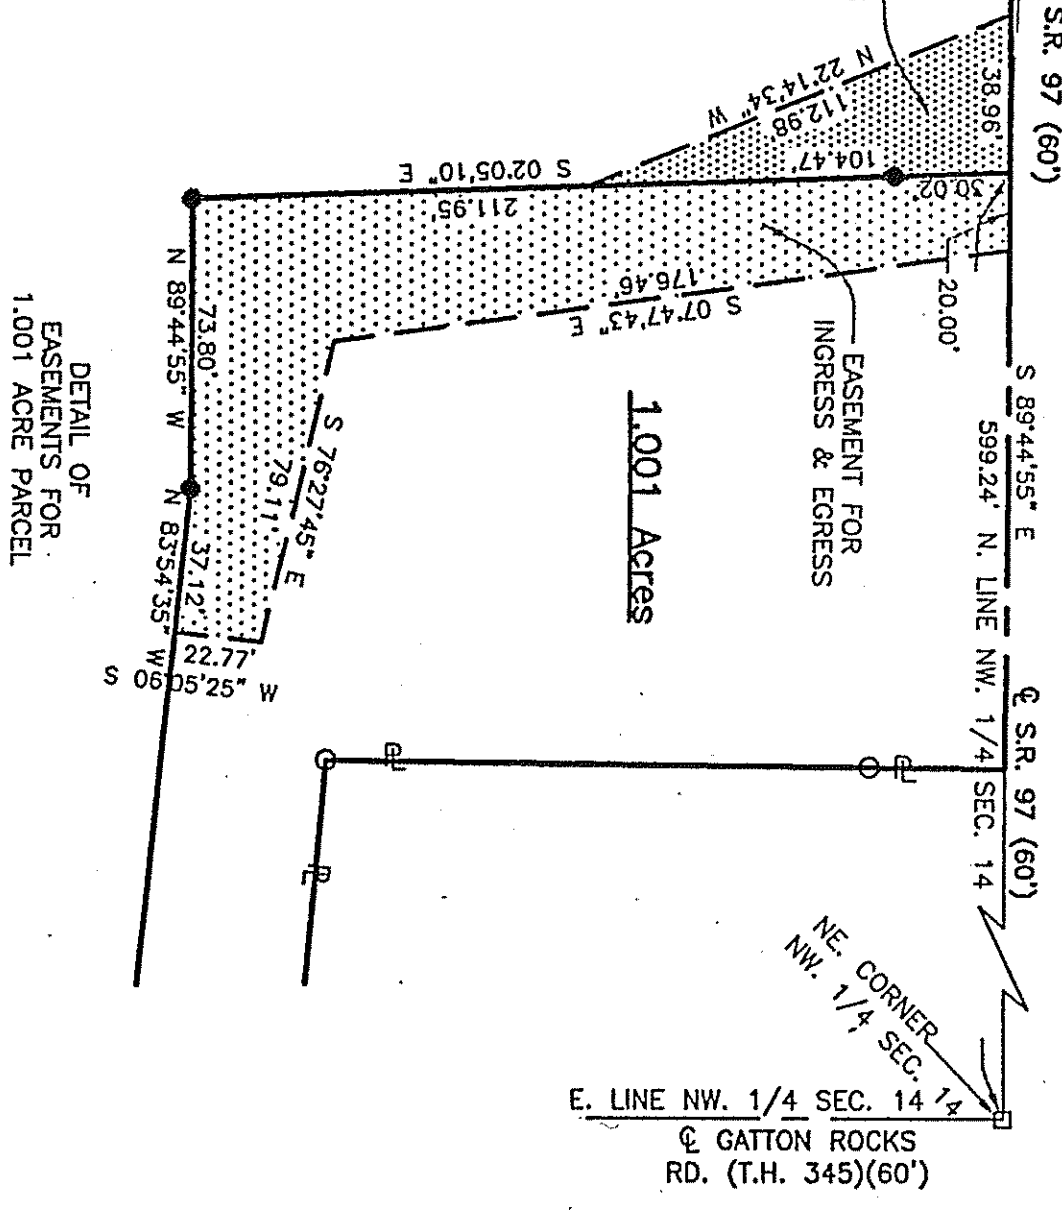 S.R. 97 (60')
38.96'
N 22°14'34" W
112.98'
104.47'
30.02'
S 02°05'10" E
211.95'
20.00'
176.46'
S 07°47'43" E
EASEMENT FOR
INGRESS & EGRESS
S 89°44'55" E
599.24' N. LINE NW. 1/4 SEC. 14
℄ S.R. 97 (60')
1.001 Acres
73.80'
N 89°44'55" W
S 76°27'45" E
79.11'
37.12'
N 83°54'35" W
22.77'
S 06°05'25" W
DETAIL OF
EASEMENTS FOR
1.001 ACRE PARCEL
PL
PL
PL
NE. CORNER
NW. 1/4 SEC. 14
E. LINE NW. 1/4 SEC. 14
℄ GATTON ROCKS
RD. (T.H. 345)(60')